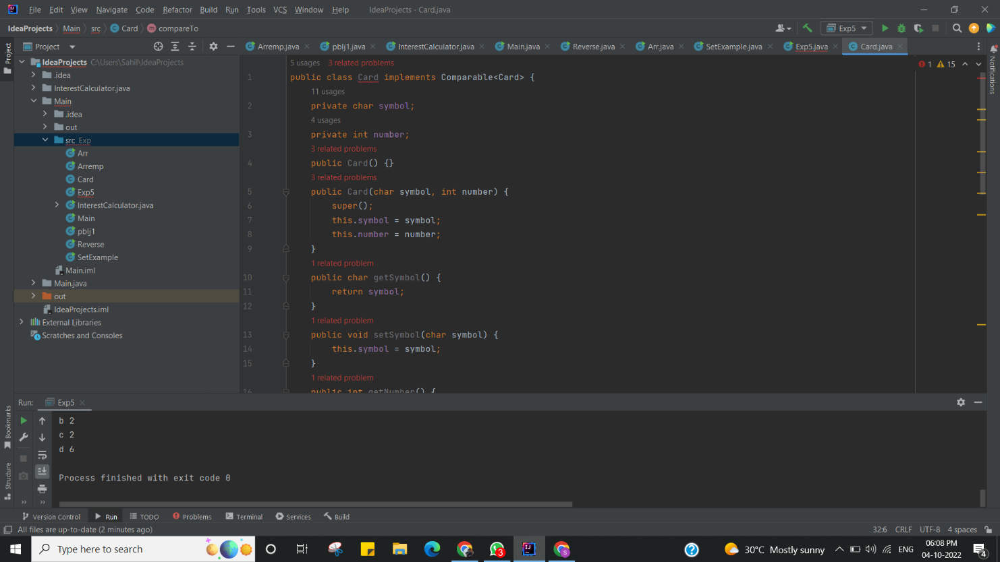 File Edit View Navigate Code Refactor Build Run Tools VCS Window Help IdeaProjects - Card.java
IdeaProjects Main src Card compareTo Exp5
Project Arremp.java pblj1.java InterestCalculator.java Main.java Reverse.java Arr.java SetExample.java Exp5.java Card.java
Project
Notifications
Bookmarks
Structure
IdeaProjects C:\Users\Sahil\IdeaProjects
.idea
InterestCalculator.java
Main
.idea
out
src Exp
Arr
Arremp
Card
Exp5
InterestCalculator.java
Main
pblj1
Reverse
SetExample
Main.iml
Main.java
out
IdeaProjects.iml
External Libraries
Scratches and Consoles
5 usages 3 related problems
1 15
1 public class Card implements Comparable<Card> {
11 usages
2 private char symbol;
4 usages
3 private int number;
3 related problems
4 public Card() {}
3 related problems
5 public Card(char symbol, int number) {
6 super();
7 this.symbol = symbol;
8 this.number = number;
9 }
1 related problem
10 public char getSymbol() {
11 return symbol;
12 }
1 related problem
13 public void setSymbol(char symbol) {
14 this.symbol = symbol;
15 }
1 related problem
16 public int getNumber() {
Run: Exp5
b 2
c 2
d 6
Process finished with exit code 0
Version Control Run TODO Problems Terminal Services Build
All files are up-to-date (2 minutes ago) 32:6 CRLF UTF-8 4 spaces
Type here to search 3 30°C Mostly sunny ENG 06:08 PM
04-10-2022 4